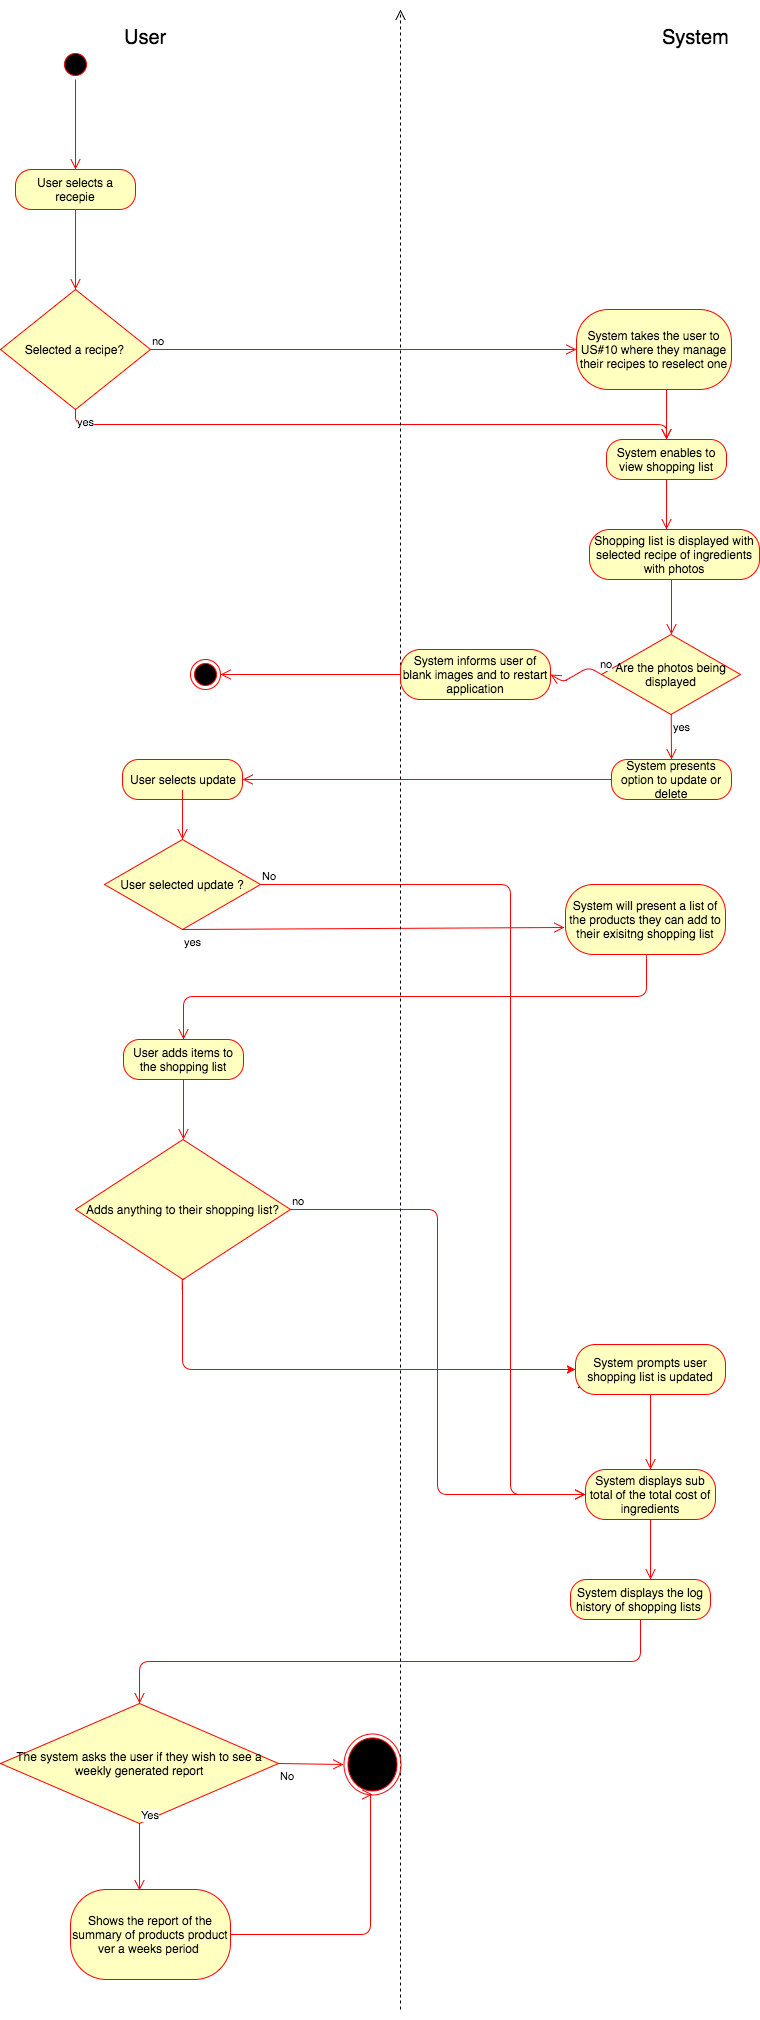 User
System
User selects a
recepie
Selected a recipe?
no
System takes the user to
US#10 where they manage
their recipes to reselect one
yes
System enables to
view shopping list
Shopping list is displayed with
selected recipe of ingredients
with photos
System informs user of
blank images and to restart
application
no
Are the photos being
displayed
yes
User selects update
System presents
option to update or
delete
User selected update ?
No
yes
System will present a list of
the products they can add to
their exisitng shopping list
User adds items to
the shopping list
Adds anything to their shopping list?
no
System prompts user
shopping list is updated
System displays sub
total of the total cost of
ingredients
System displays the log
history of shopping lists
The system asks the user if they wish to see a
weekly generated report
No
Yes
Shows the report of the
summary of products product
ver a weeks period